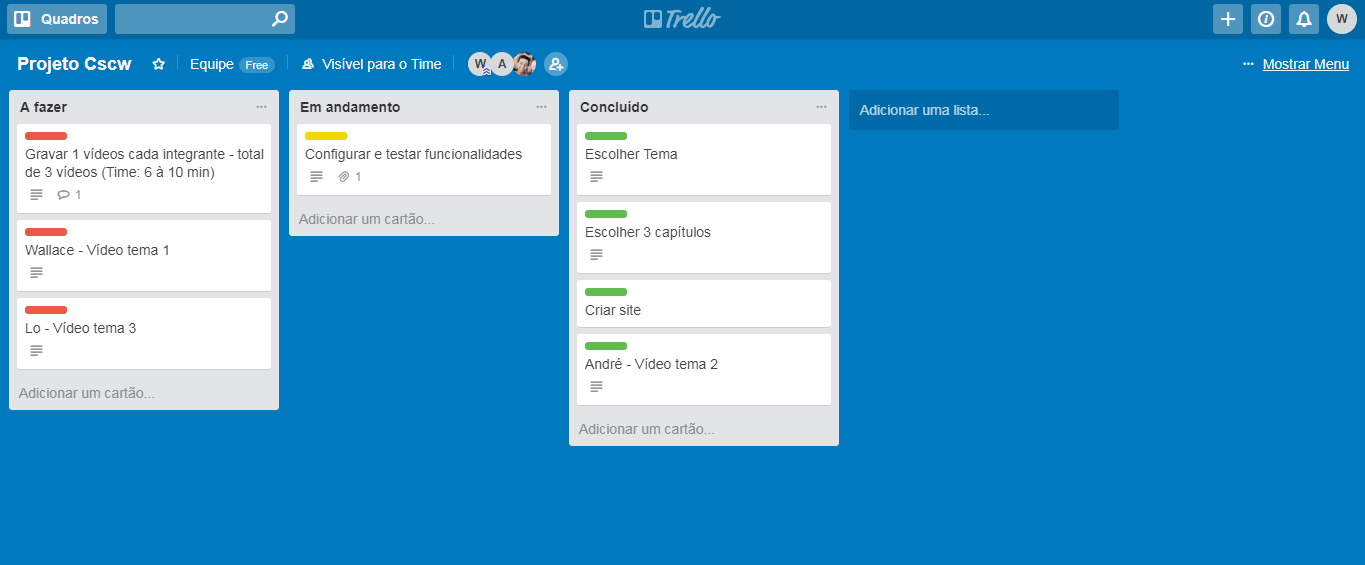 Quadros
Trello
W
Projeto Cscw
Equipe Free
Visível para o Time
W A
Mostrar Menu
A fazer
Gravar 1 vídeos cada integrante - total
de 3 vídeos (Time: 6 à 10 min)
1
Wallace - Vídeo tema 1
Lo - Vídeo tema 3
Adicionar um cartão...
Em andamento
Configurar e testar funcionalidades
1
Adicionar um cartão...
Concluído
Escolher Tema
Escolher 3 capítulos
Criar site
André - Vídeo tema 2
Adicionar um cartão...
Adicionar uma lista...